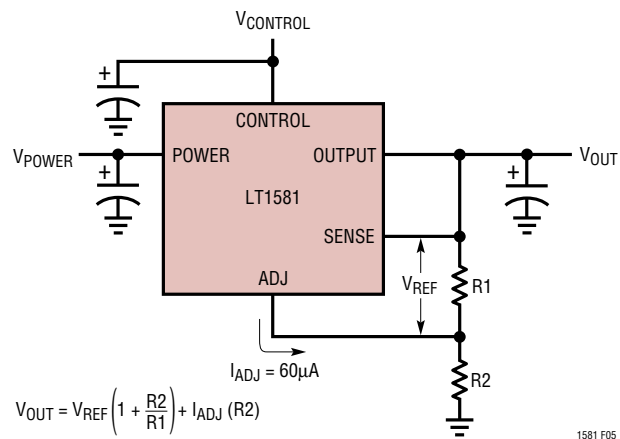 VCONTROL
+
CONTROL
VPOWER
POWER
OUTPUT
VOUT
+
+
LT1581
SENSE
VREF
R1
ADJ
IADJ = 60µA
R2
VOUT = VREF (1 + R2/R1) + IADJ (R2)
1581 F05